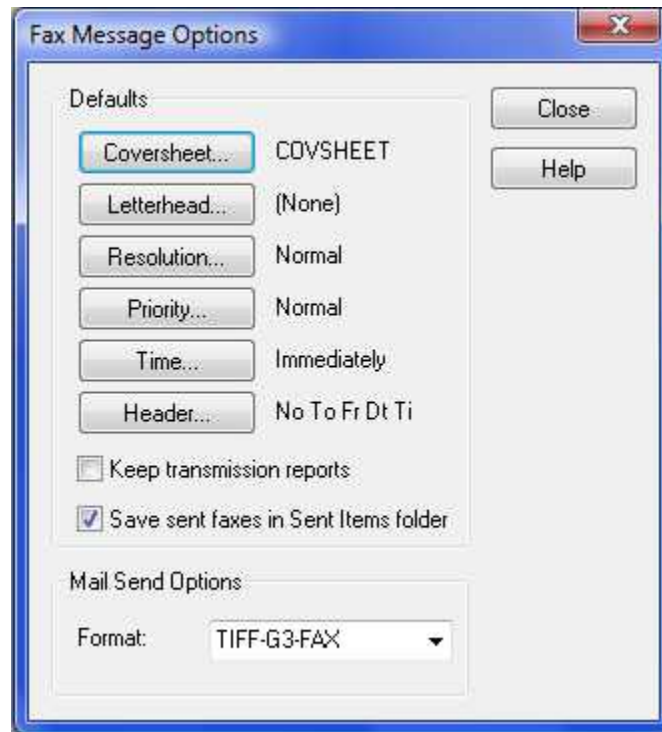 Fax Message Options
Defaults
Coversheet... COVSHEET
Letterhead... (None)
Resolution... Normal
Priority... Normal
Time... Immediately
Header... No To Fr Dt Ti
Keep transmission reports
Save sent faxes in Sent Items folder
Close
Help
Mail Send Options
Format: TIFF-G3-FAX